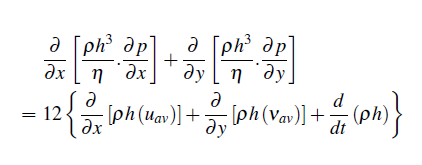 ∂/∂x [ρh³/η · ∂p/∂x] + ∂/∂y [ρh³/η · ∂p/∂y]
= 12 { ∂/∂x [ρh(u_av)] + ∂/∂y [ρh(v_av)] + d/dt (ρh) }